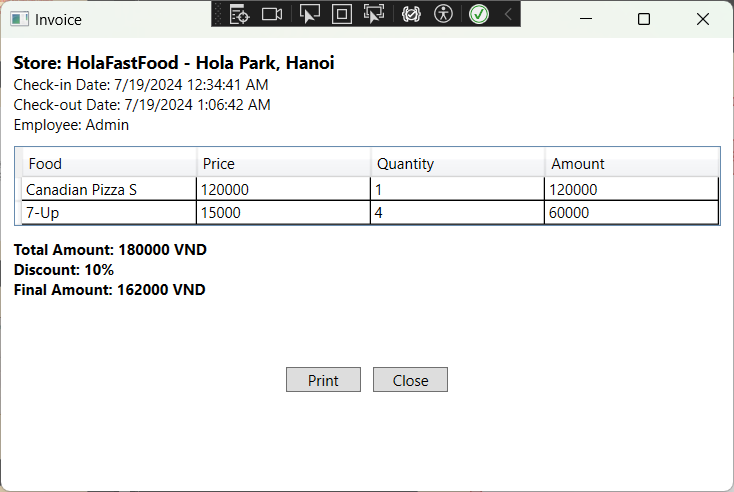 Invoice
Store: HolaFastFood - Hola Park, Hanoi
Check-in Date: 7/19/2024 12:34:41 AM
Check-out Date: 7/19/2024 1:06:42 AM
Employee: Admin
Food Price Quantity Amount
Canadian Pizza S 120000 1 120000
7-Up 15000 4 60000
Total Amount: 180000 VND
Discount: 10%
Final Amount: 162000 VND
Print Close